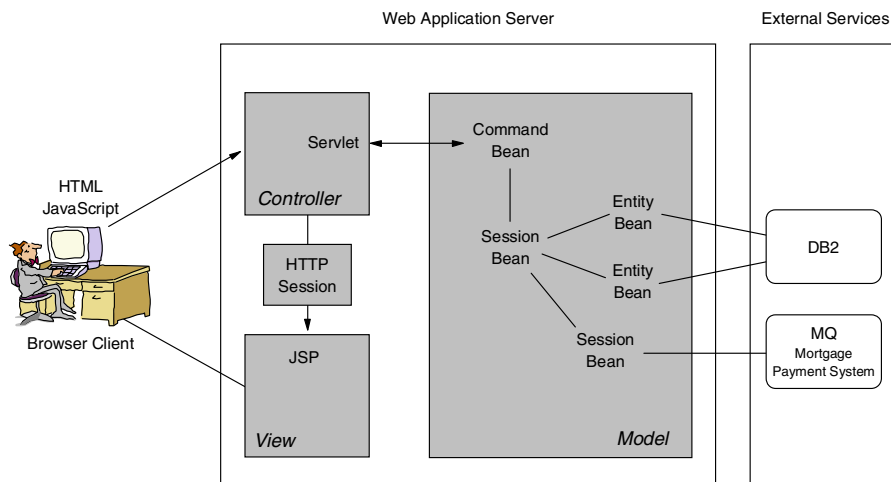 Web Application Server
External Services
Servlet
Controller
Command
Bean
HTML
JavaScript
Browser Client
HTTP
Session
JSP
View
Session
Bean
Entity
Bean
Entity
Bean
Session
Bean
Model
DB2
MQ
Mortgage
Payment System